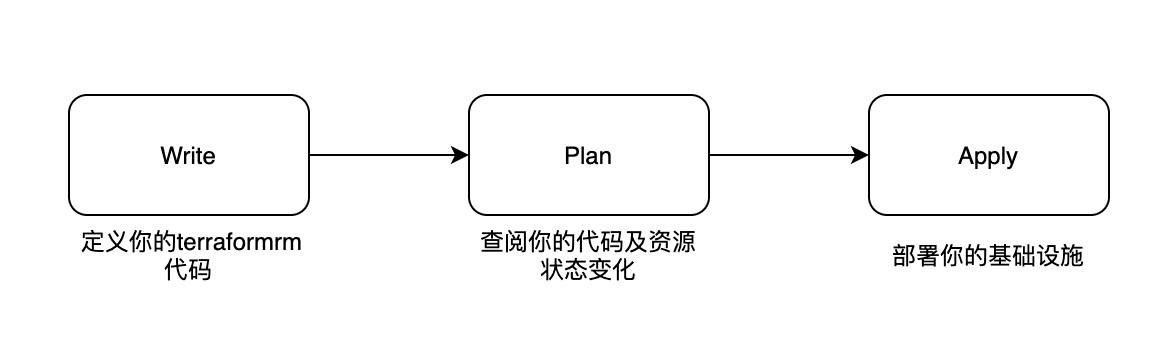 Write
Plan
Apply
定义你的terraformrm
代码
查阅你的代码及资源
状态变化
部署你的基础设施